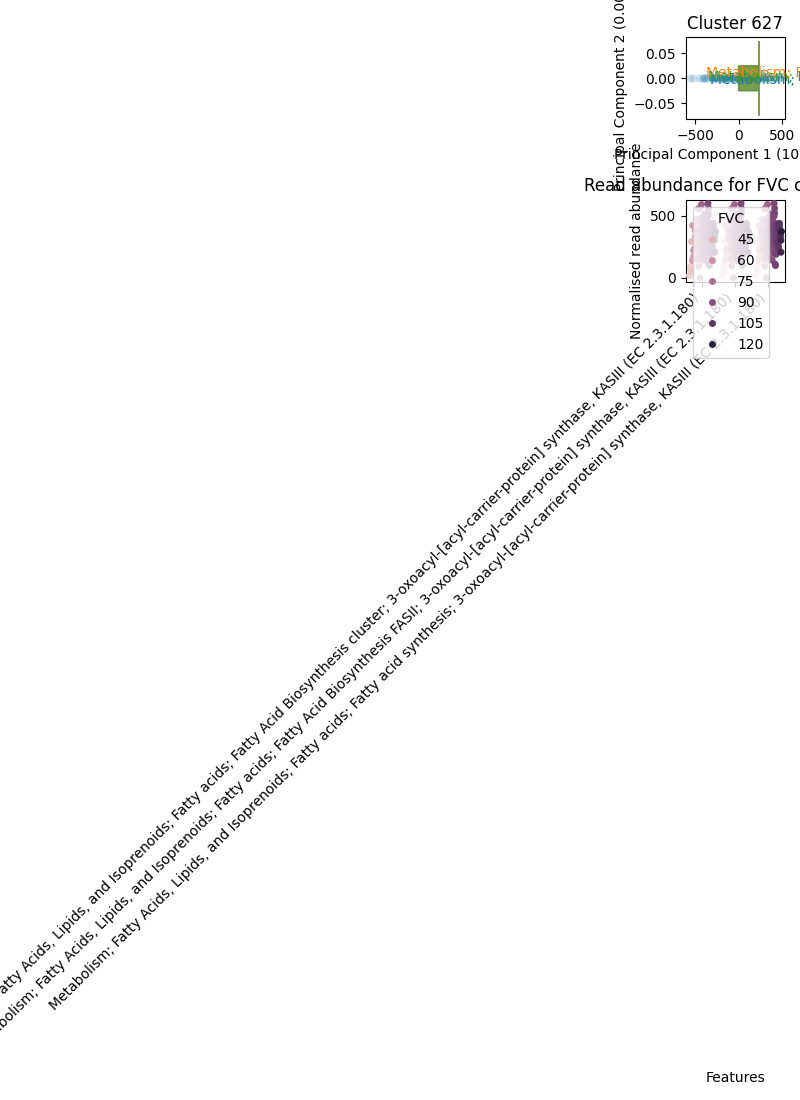 Cluster 627
Principal Component 2 (0.00
0.05
0.00
−0.05
Metabolism; F
Metabolism;
−500 0 500
Principal Component 1 (10
Read abundance for FVC c
Normalised read abundance
500
0
FVC
45
60
75
90
105
120
atty Acids, Lipids, and Isoprenoids; Fatty acids; Fatty Acid Biosynthesis cluster; 3-oxoacyl-[acyl-carrier-protein] synthase, KASIII (EC 2.3.1.180)
bolism; Fatty Acids, Lipids, and Isoprenoids; Fatty acids; Fatty Acid Biosynthesis FASII; 3-oxoacyl-[acyl-carrier-protein] synthase, KASIII (EC 2.3.1.180)
Metabolism; Fatty Acids, Lipids, and Isoprenoids; Fatty acids; Fatty acid synthesis; 3-oxoacyl-[acyl-carrier-protein] synthase, KASIII (EC 2.3.1.180)
Features